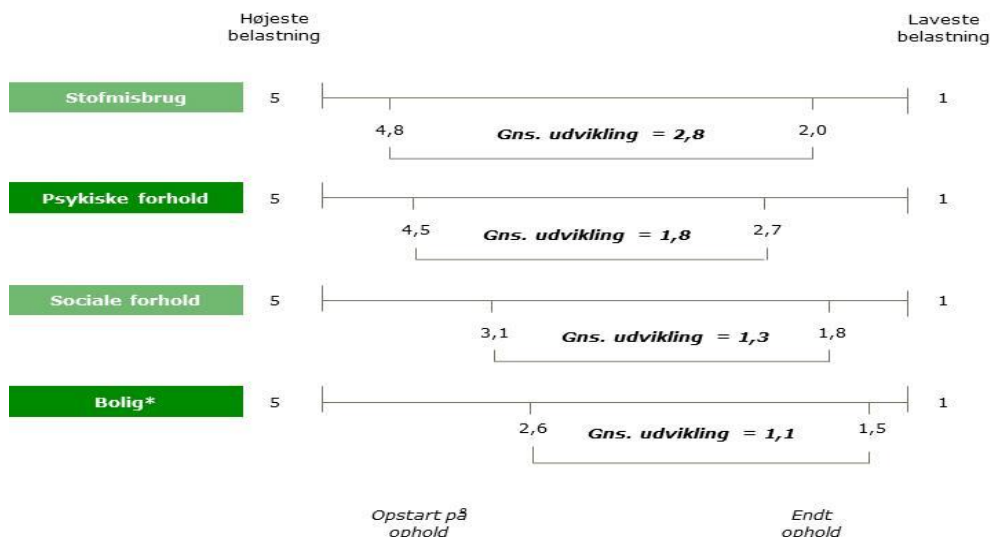 Højeste belastning
Laveste belastning
Stofmisbrug 5 1
4,8 Gns. udvikling = 2,8 2,0
Psykiske forhold 5 1
4,5 Gns. udvikling = 1,8 2,7
Sociale forhold 5 1
3,1 Gns. udvikling = 1,3 1,8
Bolig* 5 1
2,6 Gns. udvikling = 1,1 1,5
Opstart på ophold
Endt ophold